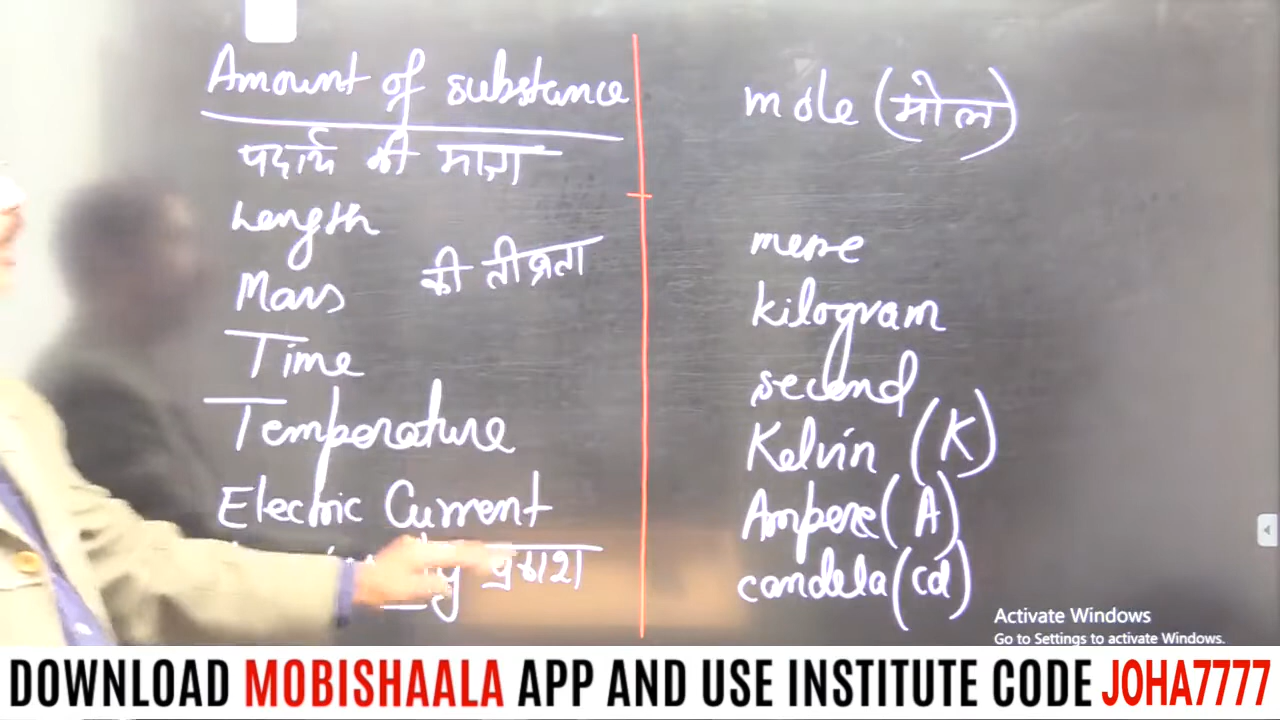 Amount of substance
mole (मोल)
पदार्थ की मात्रा
Length
metre
की तीव्रता
Mass
kilogram
Time
second
Temperature
Kelvin (K)
Electric Current
Ampere (A)
प्रकाश
candela (cd)
Activate Windows
Go to Settings to activate Windows.
DOWNLOAD MOBISHAALA APP AND USE INSTITUTE CODE JOHA7777